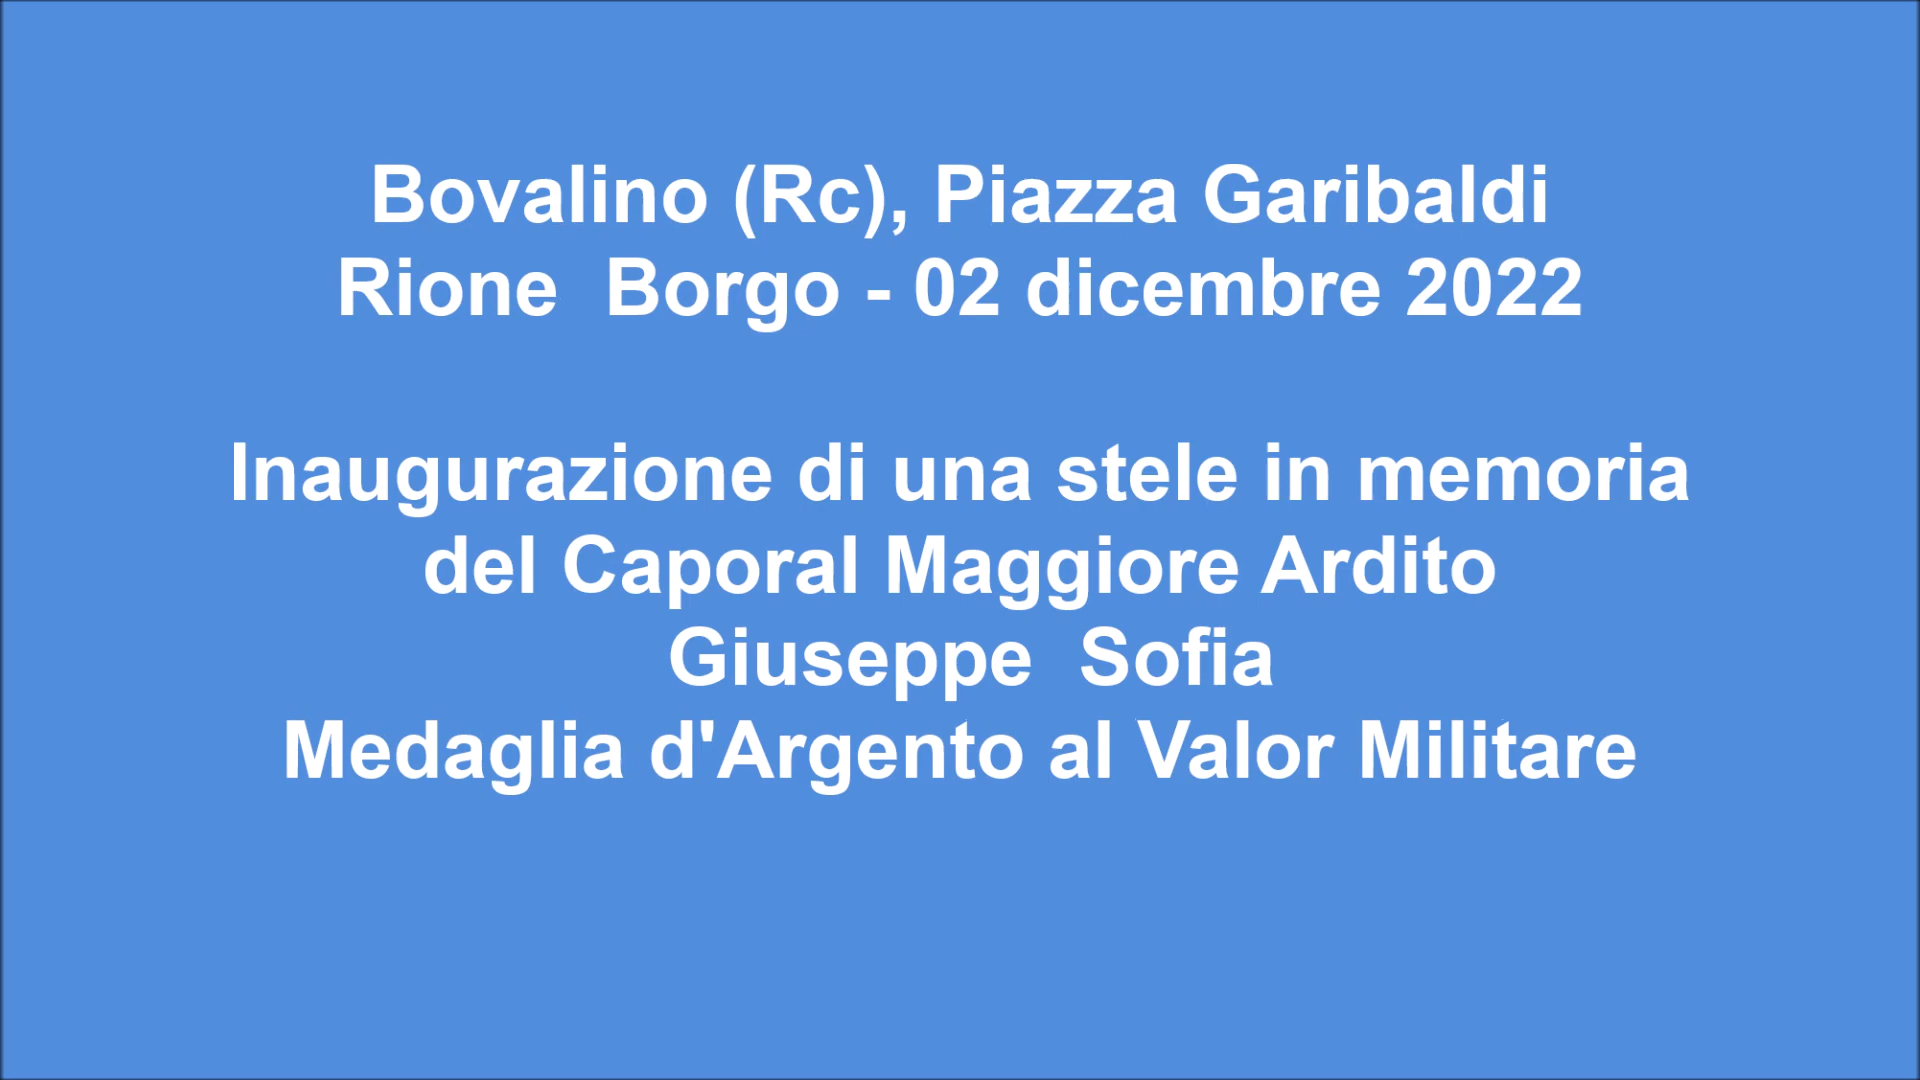 Bovalino (Rc), Piazza Garibaldi
Rione  Borgo - 02 dicembre 2022
Inaugurazione di una stele in memoria
del Caporal Maggiore Ardito
Giuseppe  Sofia
Medaglia d'Argento al Valor Militare